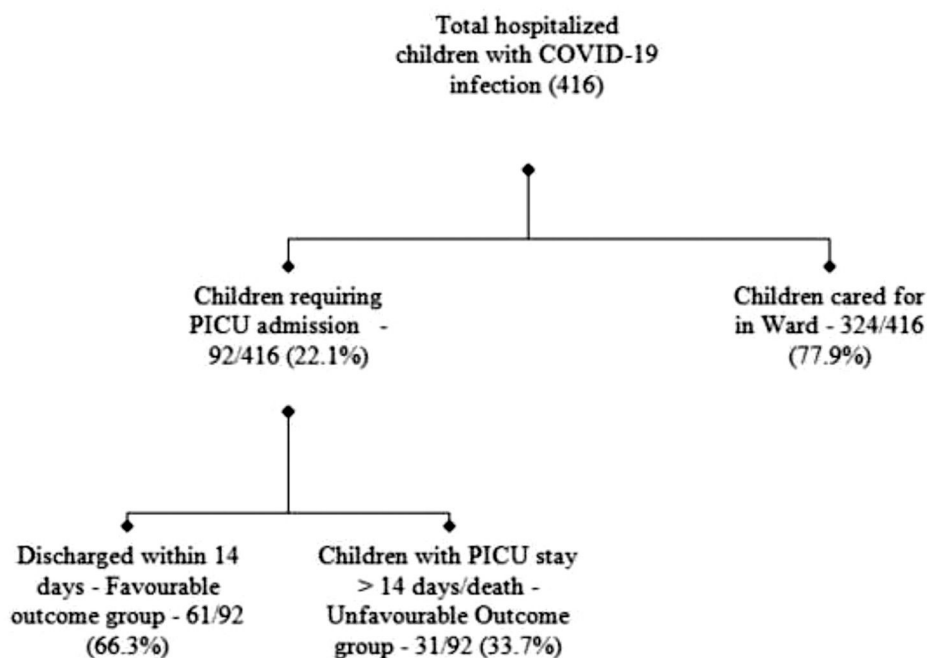 Total hospitalized
children with COVID-19
infection (416)
Children requiring
PICU admission -
92/416 (22.1%)
Children cared for
in Ward - 324/416
(77.9%)
Discharged within 14
days - Favourable
outcome group - 61/92
(66.3%)
Children with PICU stay
> 14 days/death -
Unfavourable Outcome
group - 31/92 (33.7%)